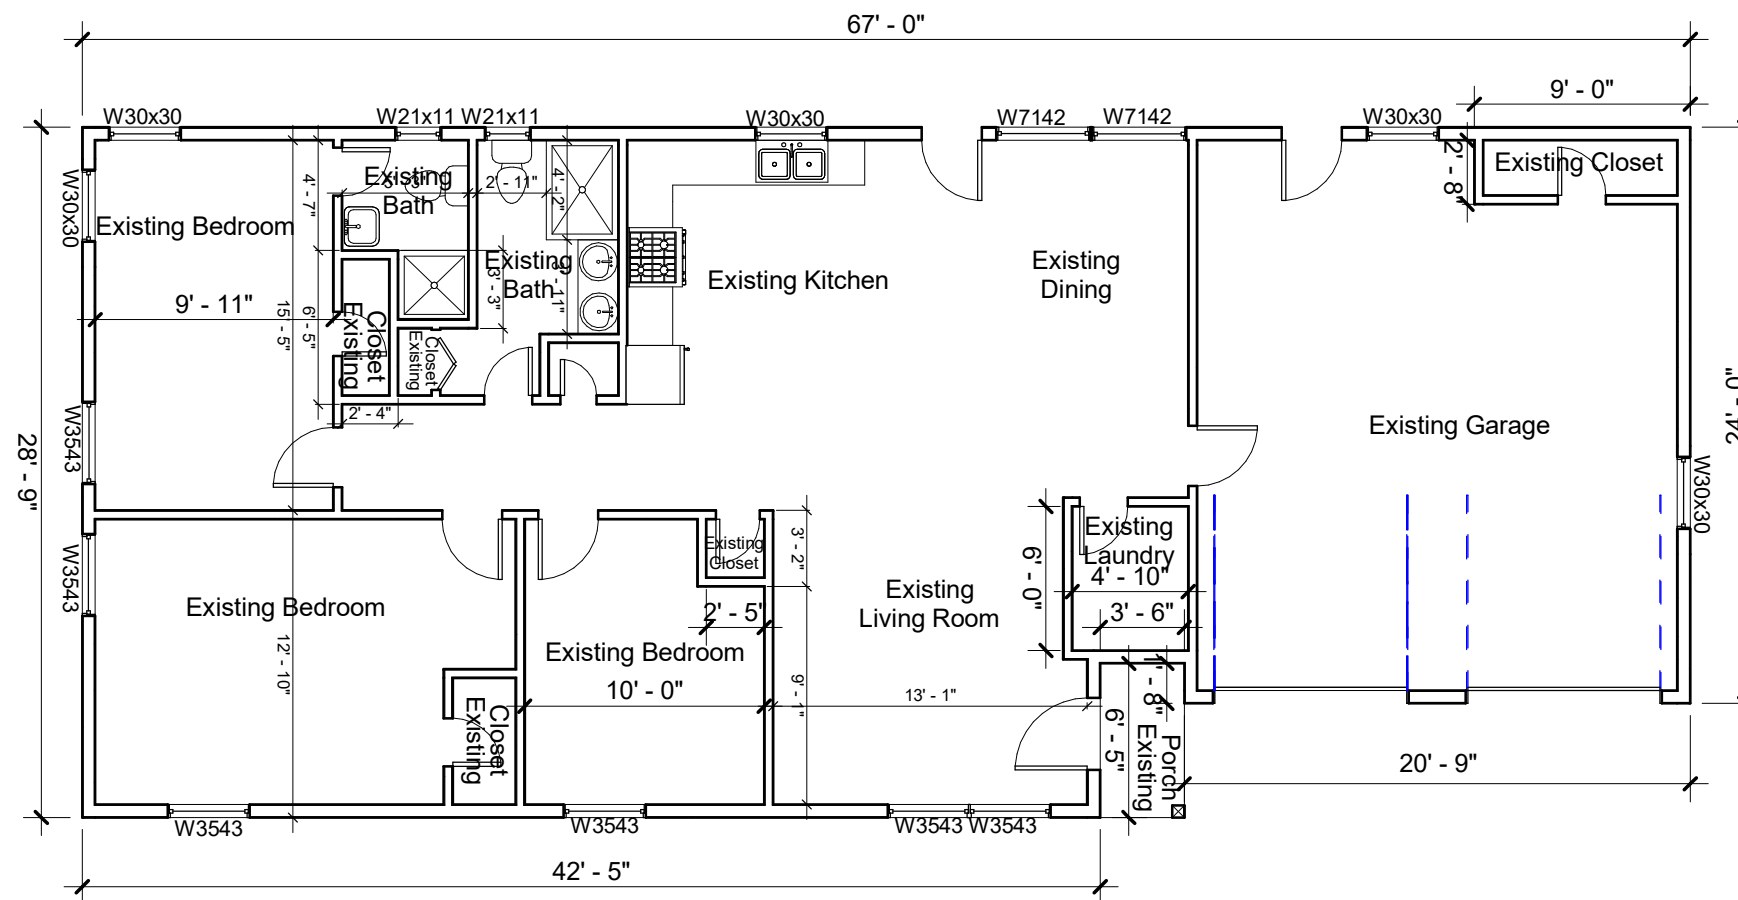 67' - 0"
9' - 0"
W30x30
W21x11
W21x11
W30x30
W7142
W7142
W30x30
2' - 8"
Existing Closet
W30x30
4' - 7"
Existing
Bath
2' - 11"
4' - 2"
Existing Bedroom
Existing
Bath
3' - 3"
Existing Kitchen
Existing
Dining
9' - 11"
15' - 5"
6' - 5"
Existing
Closet
Existing
Closet
2' - 4"
W3543
28' - 9"
Existing Garage
24' - 0"
W30x30
W3543
Existing
Closet
3' - 2"
Existing
Laundry
6' - 0"
4' - 10"
3' - 6"
Existing Bedroom
2' - 5"
Existing
Living Room
12' - 10"
Existing Bedroom
10' - 0"
9' - 1"
13' - 1"
1' - 8"
6' - 5"
Existing
Porch
Existing
Closet
20' - 9"
W3543
W3543
W3543
W3543
42' - 5"